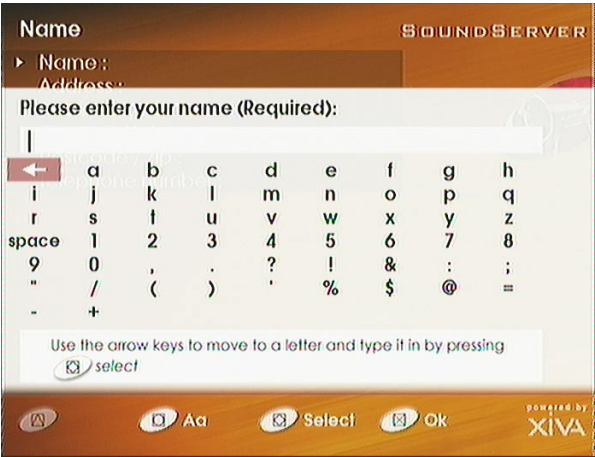 Name
SOUNDSERVER
Name :
Address :
Please enter your name (Required):
a b c d e f g h
i j k l m n o p q
r s t u v w x y z
space 1 2 3 4 5 6 7 8
9 0 , . ? ! & : ;
" / ( ) ' % $ @ =
- +
Use the arrow keys to move to a letter and type it in by pressing
select
Aa Select Ok
powered by
XiVA